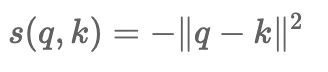 s(q, k) = −‖q − k‖²